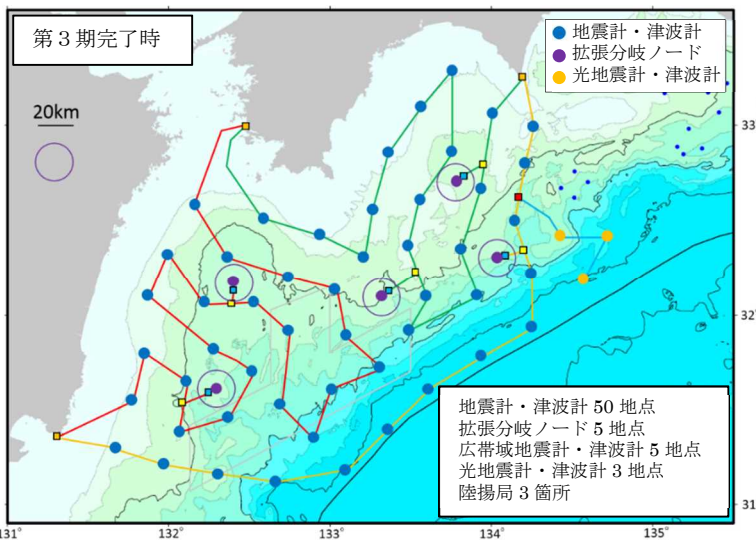 第３期完了時
地震計・津波計
拡張分岐ノード
光地震計・津波計
20km
33
32
31
地震計・津波計 50 地点
拡張分岐ノード 5 地点
広帯域地震計・津波計 5 地点
光地震計・津波計 3 地点
陸揚局 3 箇所
131°
132°
133°
134°
135°